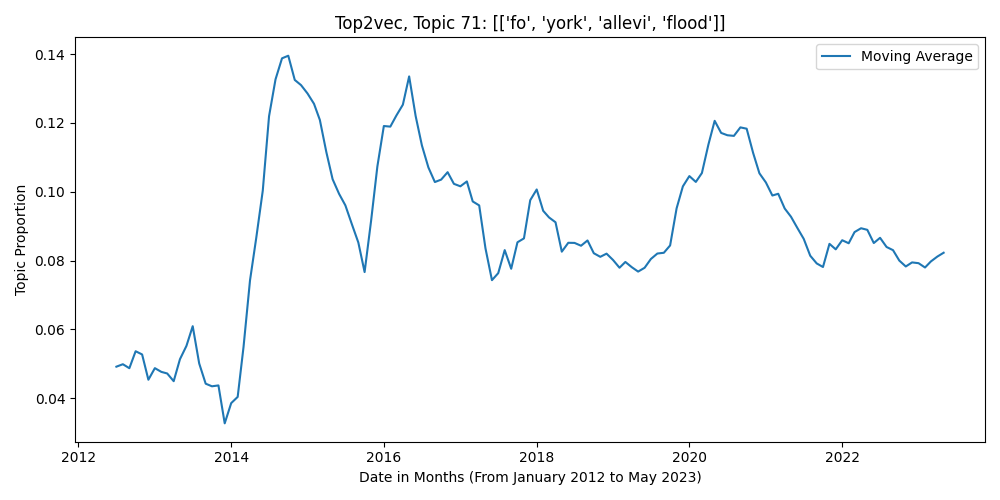 Top2vec, Topic 71: [['fo', 'york', 'allevi', 'flood']]
Moving Average
0.14
0.12
0.10
0.08
0.06
0.04
Topic Proportion
2012 2014 2016 2018 2020 2022
Date in Months (From January 2012 to May 2023)